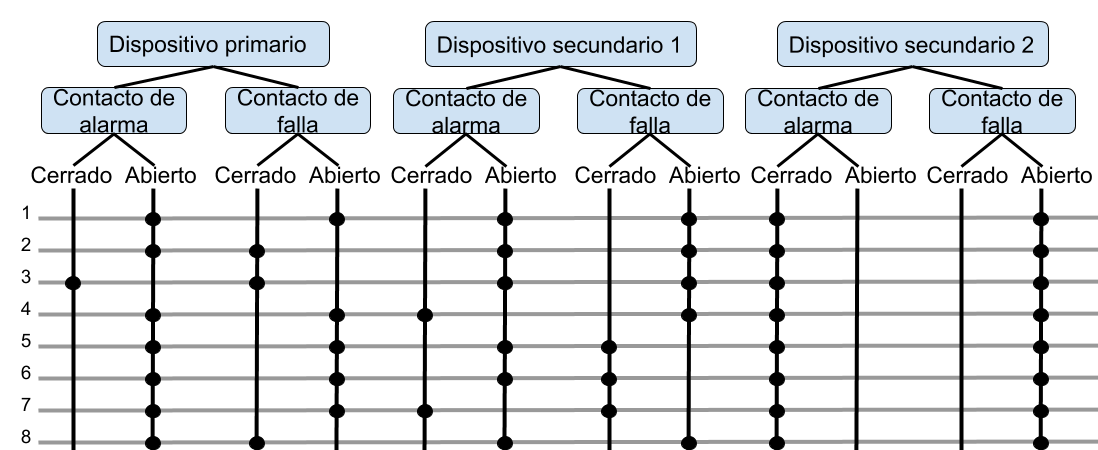 Dispositivo primario
Dispositivo secundario 1
Dispositivo secundario 2
Contacto de
alarma
Contacto de
falla
Contacto de
alarma
Contacto de
falla
Contacto de
alarma
Contacto de
falla
Cerrado Abierto Cerrado Abierto Cerrado Abierto Cerrado Abierto Cerrado Abierto Cerrado Abierto
1
2
3
4
5
6
7
8